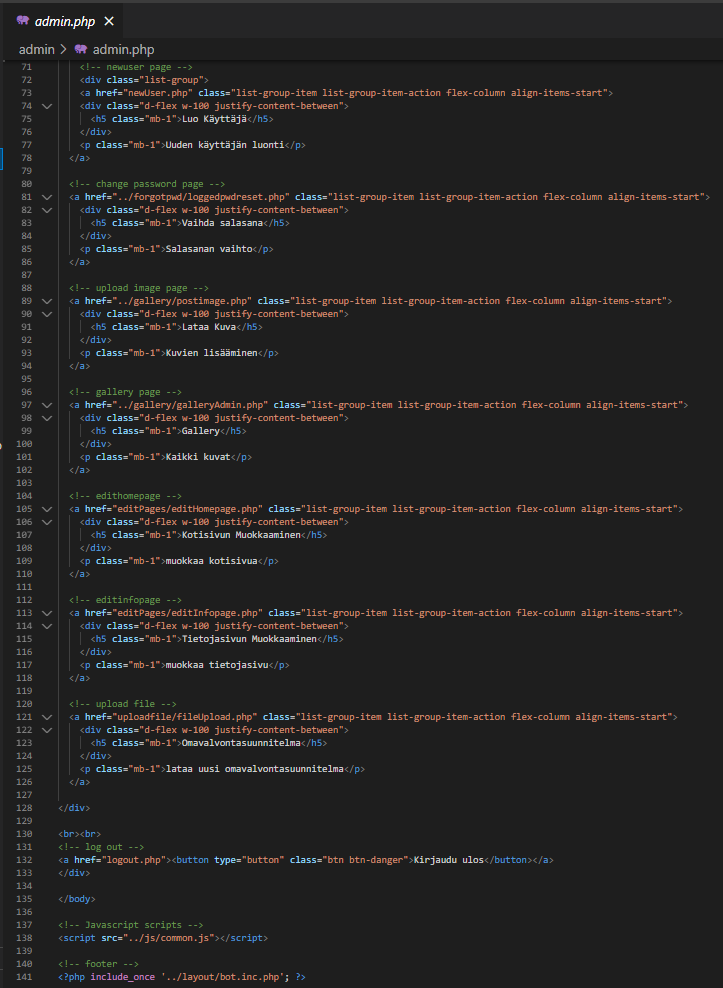 admin.php ×
admin > admin.php
71 <!-- newuser page -->
72 <div class="list-group">
73 <a href="newUser.php" class="list-group-item list-group-item-action flex-column align-items-start">
74 <div class="d-flex w-100 justify-content-between">
75 <h5 class="mb-1">Luo Käyttäjä</h5>
76 </div>
77 <p class="mb-1">Uuden käyttäjän luonti</p>
78 </a>
79
80 <!-- change password page -->
81 <a href="../forgotpwd/loggedpwdreset.php" class="list-group-item list-group-item-action flex-column align-items-start">
82 <div class="d-flex w-100 justify-content-between">
83 <h5 class="mb-1">Vaihda salasana</h5>
84 </div>
85 <p class="mb-1">Salasanan vaihto</p>
86 </a>
87
88 <!-- upload image page -->
89 <a href="../gallery/postimage.php" class="list-group-item list-group-item-action flex-column align-items-start">
90 <div class="d-flex w-100 justify-content-between">
91 <h5 class="mb-1">Lataa Kuva</h5>
92 </div>
93 <p class="mb-1">Kuvien lisääminen</p>
94 </a>
95
96 <!-- gallery page -->
97 <a href="../gallery/galleryAdmin.php" class="list-group-item list-group-item-action flex-column align-items-start">
98 <div class="d-flex w-100 justify-content-between">
99 <h5 class="mb-1">Gallery</h5>
100 </div>
101 <p class="mb-1">Kaikki kuvat</p>
102 </a>
103
104 <!-- edithomepage -->
105 <a href="editPages/editHomepage.php" class="list-group-item list-group-item-action flex-column align-items-start">
106 <div class="d-flex w-100 justify-content-between">
107 <h5 class="mb-1">Kotisivun Muokkaaminen</h5>
108 </div>
109 <p class="mb-1">muokkaa kotisivua</p>
110 </a>
111
112 <!-- editinfopage -->
113 <a href="editPages/editInfopage.php" class="list-group-item list-group-item-action flex-column align-items-start">
114 <div class="d-flex w-100 justify-content-between">
115 <h5 class="mb-1">Tietojasivun Muokkaaminen</h5>
116 </div>
117 <p class="mb-1">muokkaa tietojasivu</p>
118 </a>
119
120 <!-- upload file -->
121 <a href="uploadfile/fileUpload.php" class="list-group-item list-group-item-action flex-column align-items-start">
122 <div class="d-flex w-100 justify-content-between">
123 <h5 class="mb-1">Omavalvontasuunnitelma</h5>
124 </div>
125 <p class="mb-1">lataa uusi omavalvontasuunnitelma</p>
126 </a>
127
128 </div>
129
130 <br><br>
131 <!-- log out -->
132 <a href="logout.php"><button type="button" class="btn btn-danger">Kirjaudu ulos</button></a>
133 </div>
134
135 </body>
136
137 <!-- Javascript scripts -->
138 <script src="../js/common.js"></script>
139
140 <!-- footer -->
141 <?php include_once '../layout/bot.inc.php'; ?>